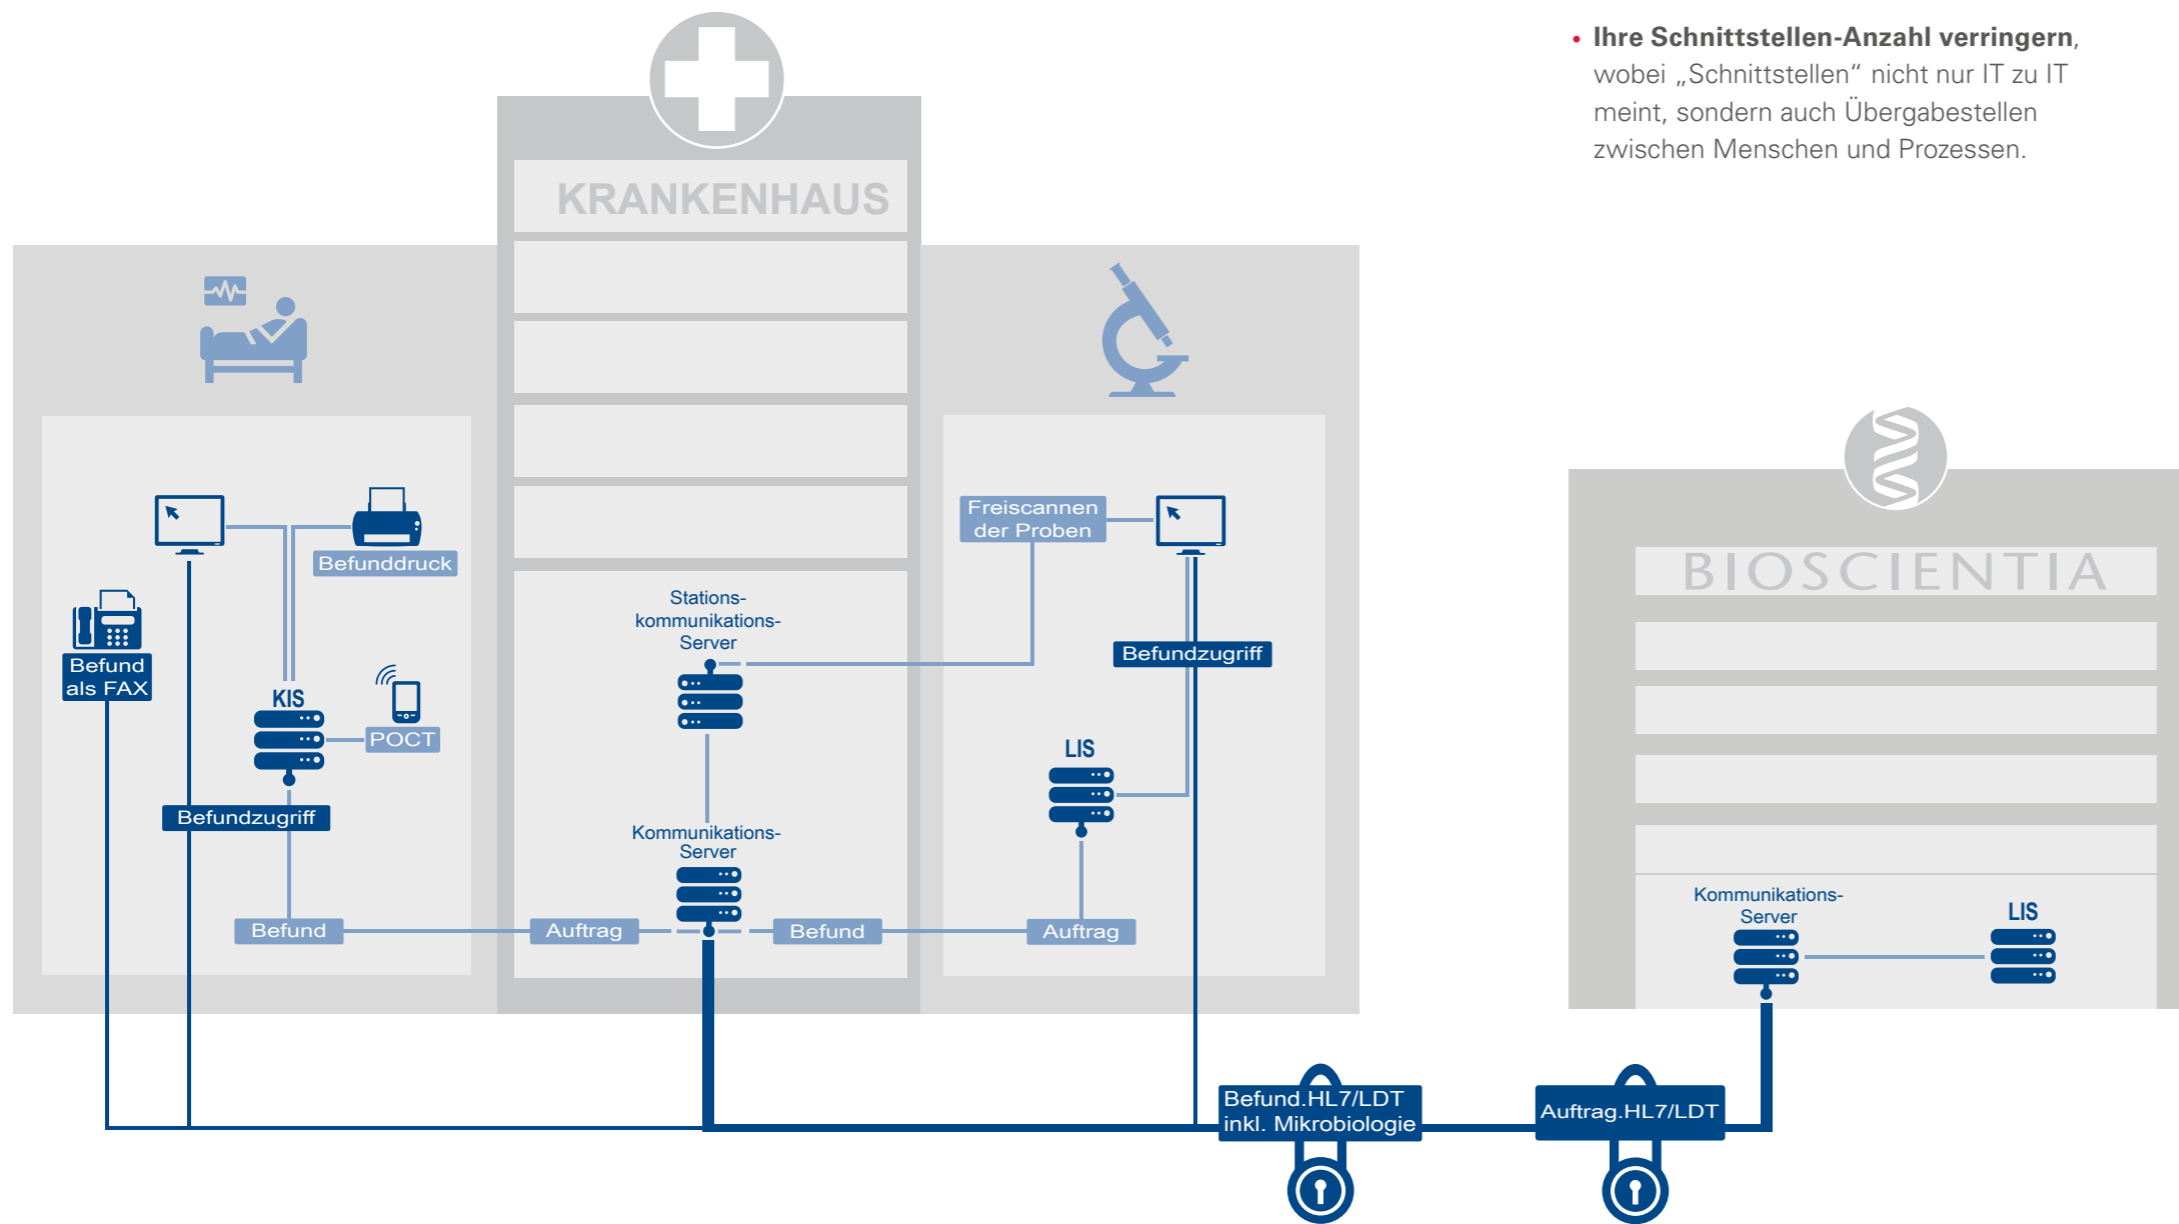 • Ihre Schnittstellen-Anzahl verringern,
wobei „Schnittstellen“ nicht nur IT zu IT
meint, sondern auch Übergabestellen
zwischen Menschen und Prozessen.
KRANKENHAUS
Befunddruck
Befund
als FAX
KIS
POCT
Befundzugriff
Befund
Stations-
kommunikations-
Server
Kommunikations-
Server
Auftrag
Befund
Freiscannen
der Proben
Befundzugriff
LIS
Auftrag
BIOSCIENTIA
Kommunikations-
Server
LIS
Befund.HL7/LDT
inkl. Mikrobiologie
Auftrag.HL7/LDT